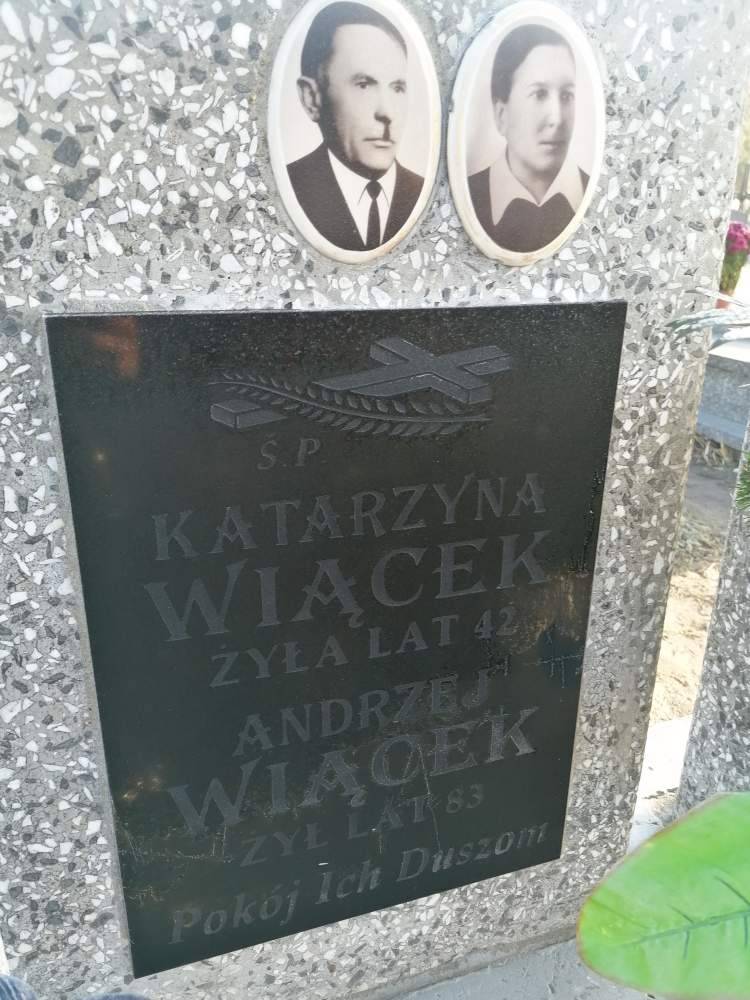 Ś.P.
KATARZYNA
WIĄCEK
ŻYŁA LAT 42
ANDRZEJ
WIĄCEK
ŻYŁ LAT 83
Pokój Ich Duszom